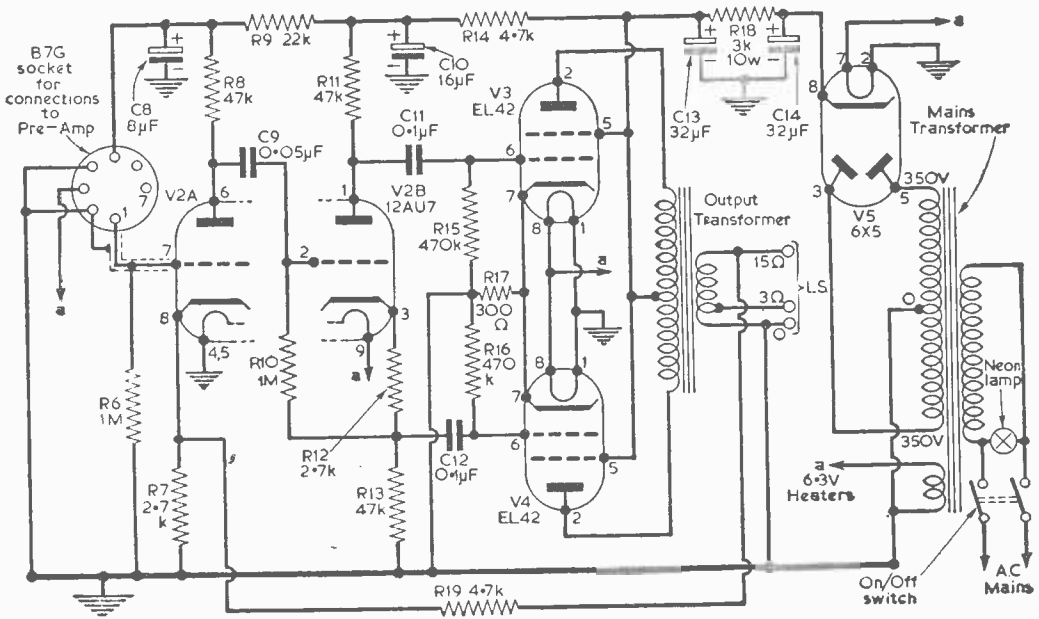 B7G
socket
for
connections
to
Pre-Amp
C8
8µF
+
-
R9 22k
R8
47k
R11
47k
+
-
C10
16µF
R14 4·7k
R18
3k
10w
+
-
C13
32µF
+
-
C14
32µF
a
7
2
8
Mains
Transformer
V3
EL42
2
5
6
7
8
1
C9
0·05µF
C11
0·1µF
7
1
V2A
6
7
8
4,5
V2B
12AU7
1
2
3
9
a
a
R15
470k
R17
300
Ω
R16
470
k
a
Output
Transformer
15Ω
3Ω
O
L.S.
3
5
V5
6X5
350V
O
350V
a
6·3V
Heaters
Neon
lamp
R6
1M
R7
2·7
k
R10
1M
R12
2·7k
R13
47k
C12
0·1µF
8
1
7
6
5
V4
EL42
2
R19 4·7k
On/Off
switch
A.C
Mains